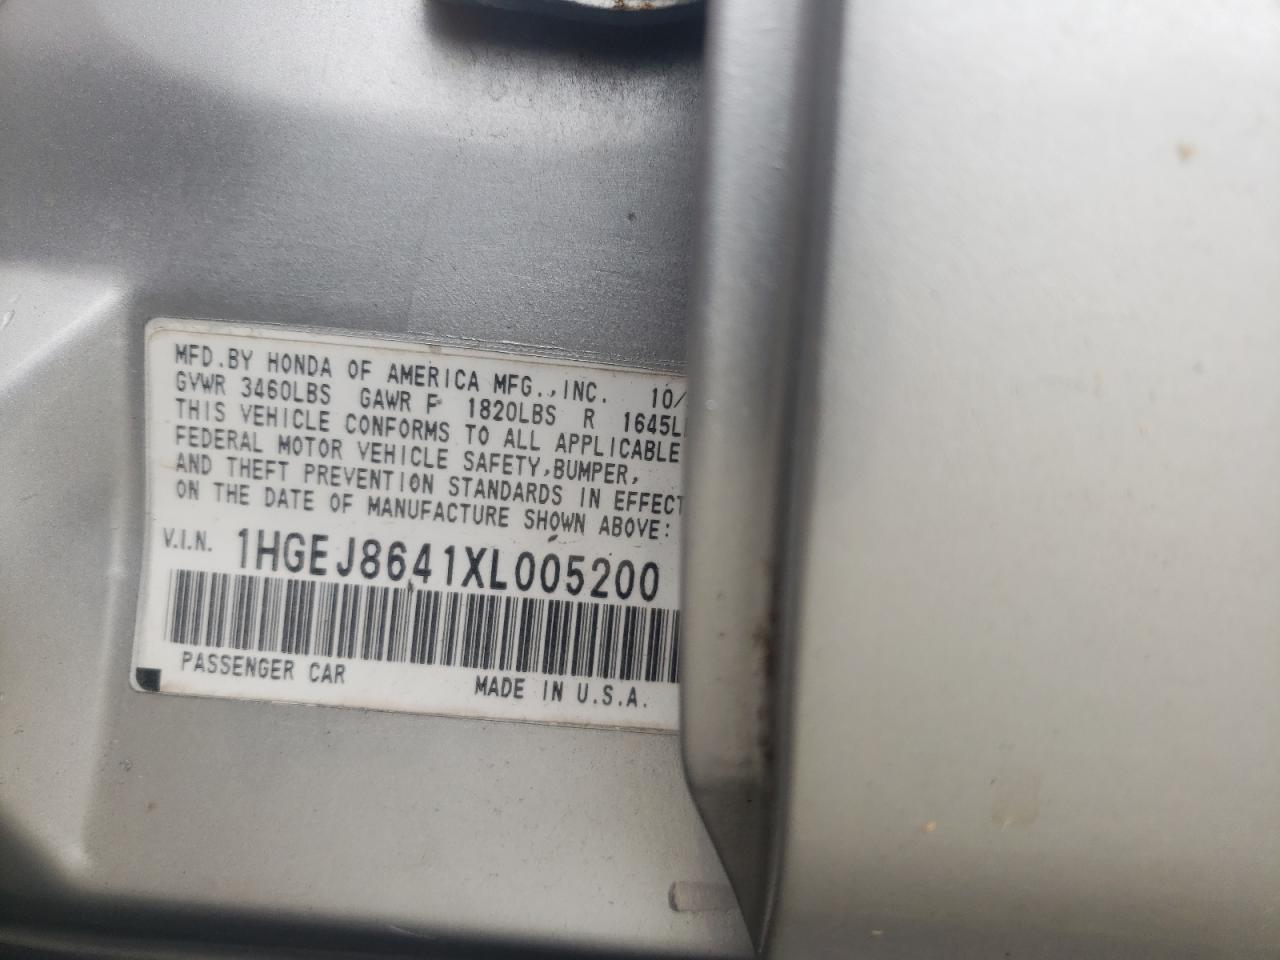 MFD.BY HONDA OF AMERICA MFG.,INC. 10/
GVWR 3460LBS GAWR F 1820LBS R 1645L
THIS VEHICLE CONFORMS TO ALL APPLICABLE
FEDERAL MOTOR VEHICLE SAFETY,BUMPER,
AND THEFT PREVENTION STANDARDS IN EFFECT
ON THE DATE OF MANUFACTURE SHOWN ABOVE:
V.I.N. 1HGEJ8641XL005200
PASSENGER CAR MADE IN U.S.A.